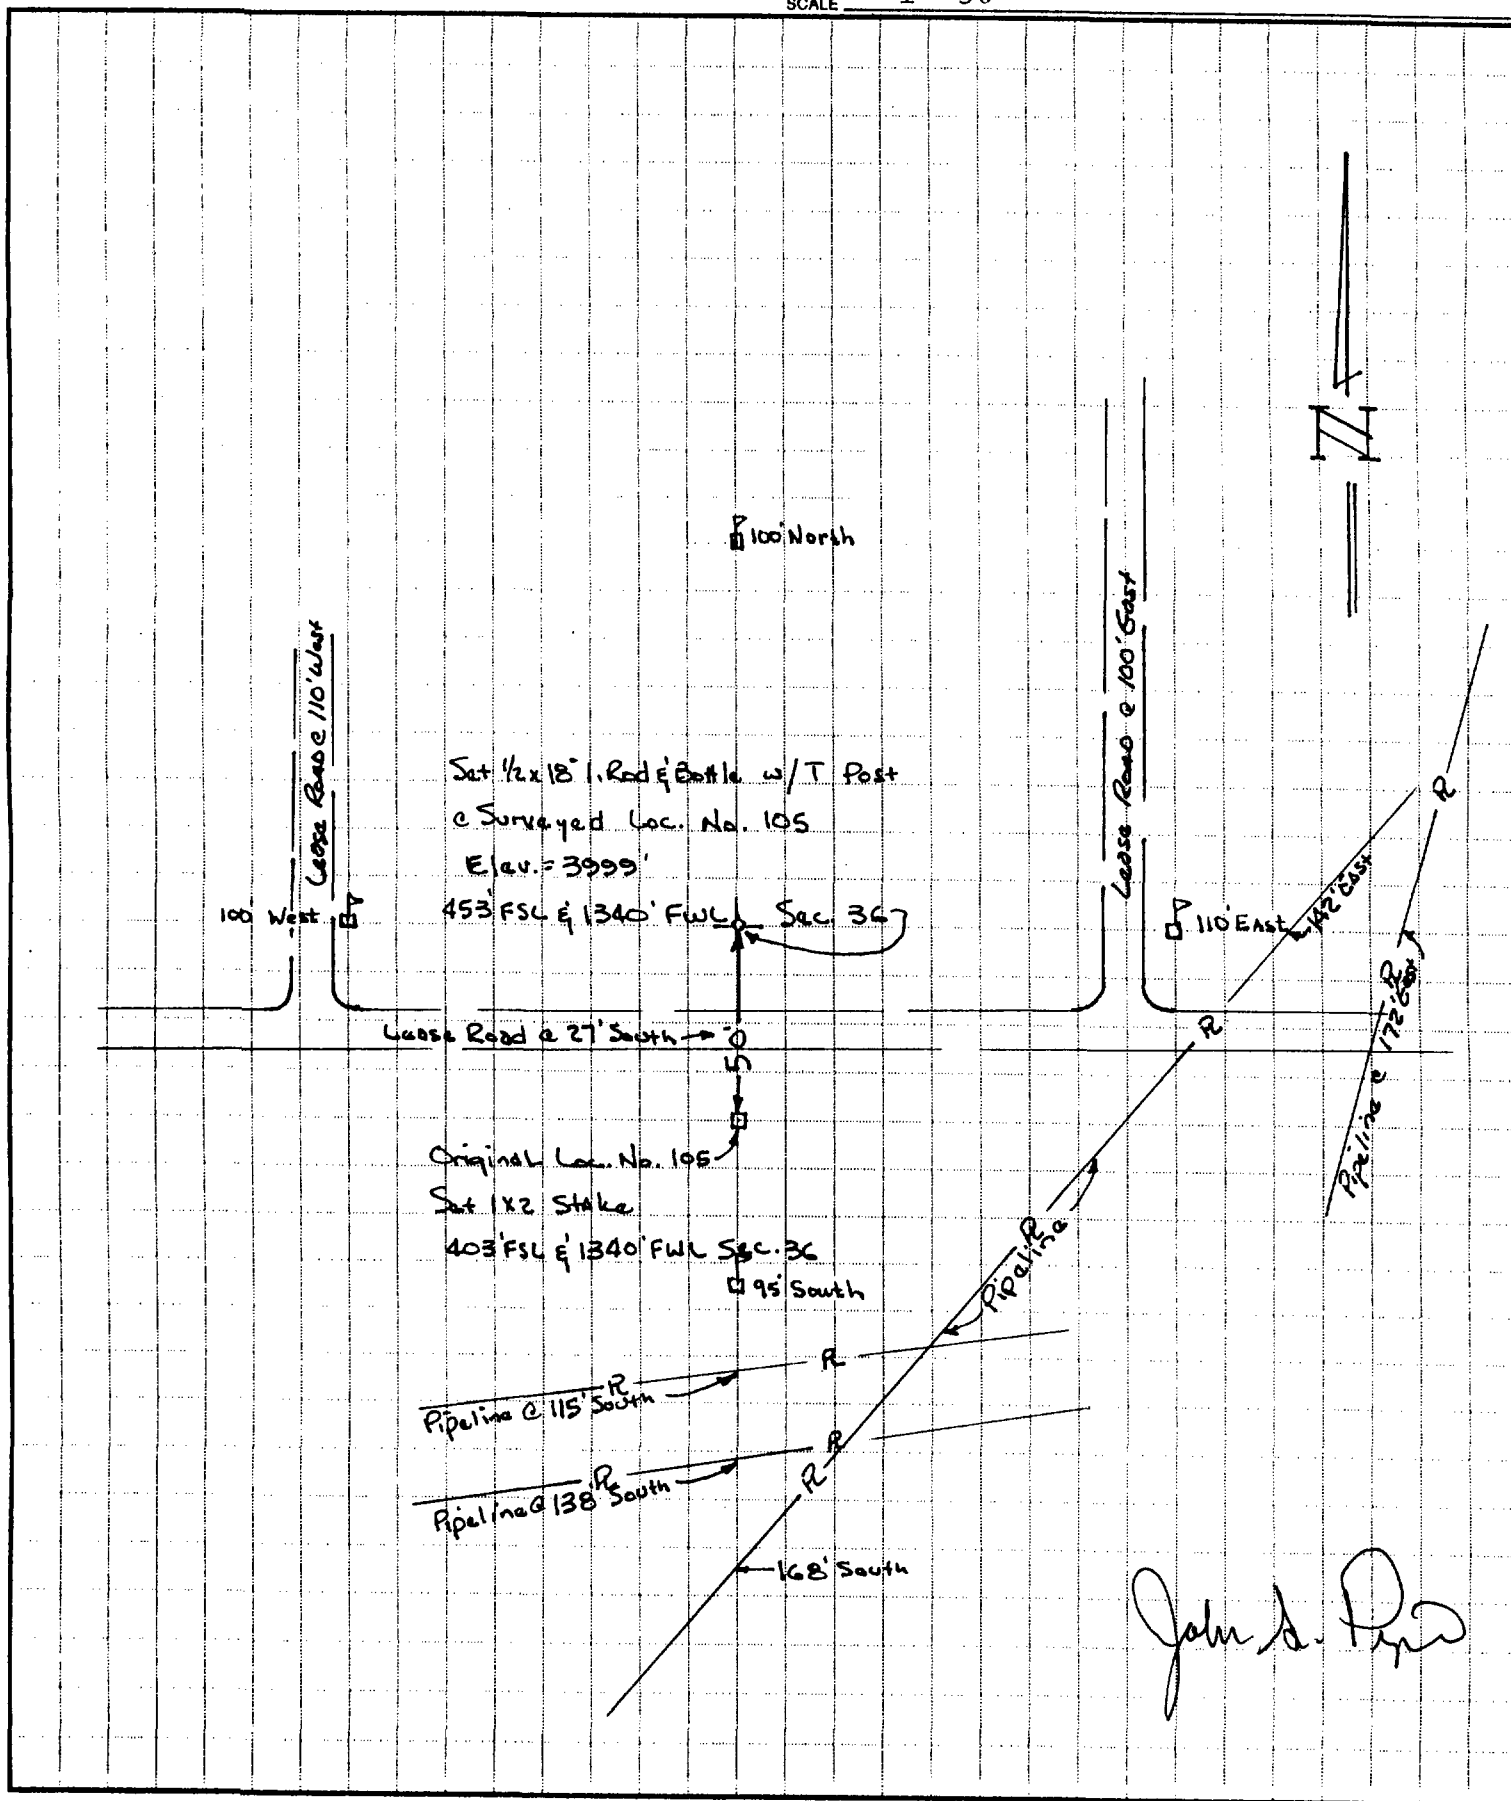 SCALE
N
100' North
Lease Road @ 110' West
Lease Road @ 100' East
Set 1/2 x 18" I. Rod & Bottle w/ T Post
@ Surveyed Loc. No. 105
Elev. = 3999'
453' FSL & 1340' FWL Sec. 36
100' West
110' East
142' East
Pipeline @ 172' East
Lease Road @ 27' South
50'
Original Loc. No. 105
Set 1x2 Stake
403' FSL & 1340' FWL Sec. 36
95' South
Pipeline
Pipeline @ 115' South
Pipeline @ 138' South
168' South
John S.